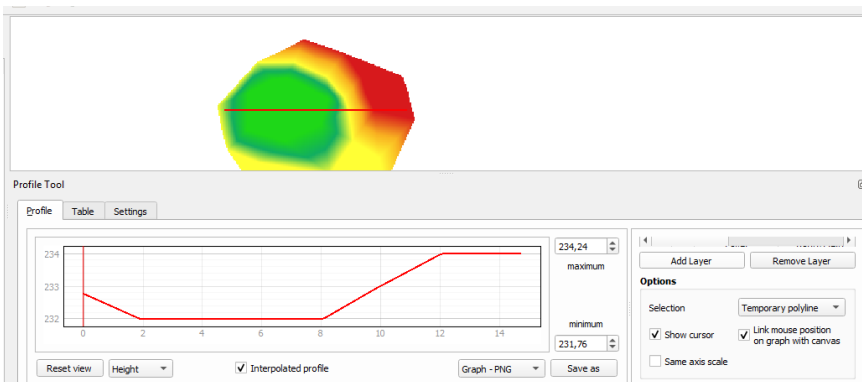 Profile Tool
Profile Table Settings
234
233
232
0 2 4 6 8 10 12 14
234,24
maximum
minimum
231,76
Reset view Height Interpolated profile Graph - PNG Save as
Add Layer Remove Layer
Options
Selection Temporary polyline
Show cursor Link mouse position
on graph with canvas
Same axis scale